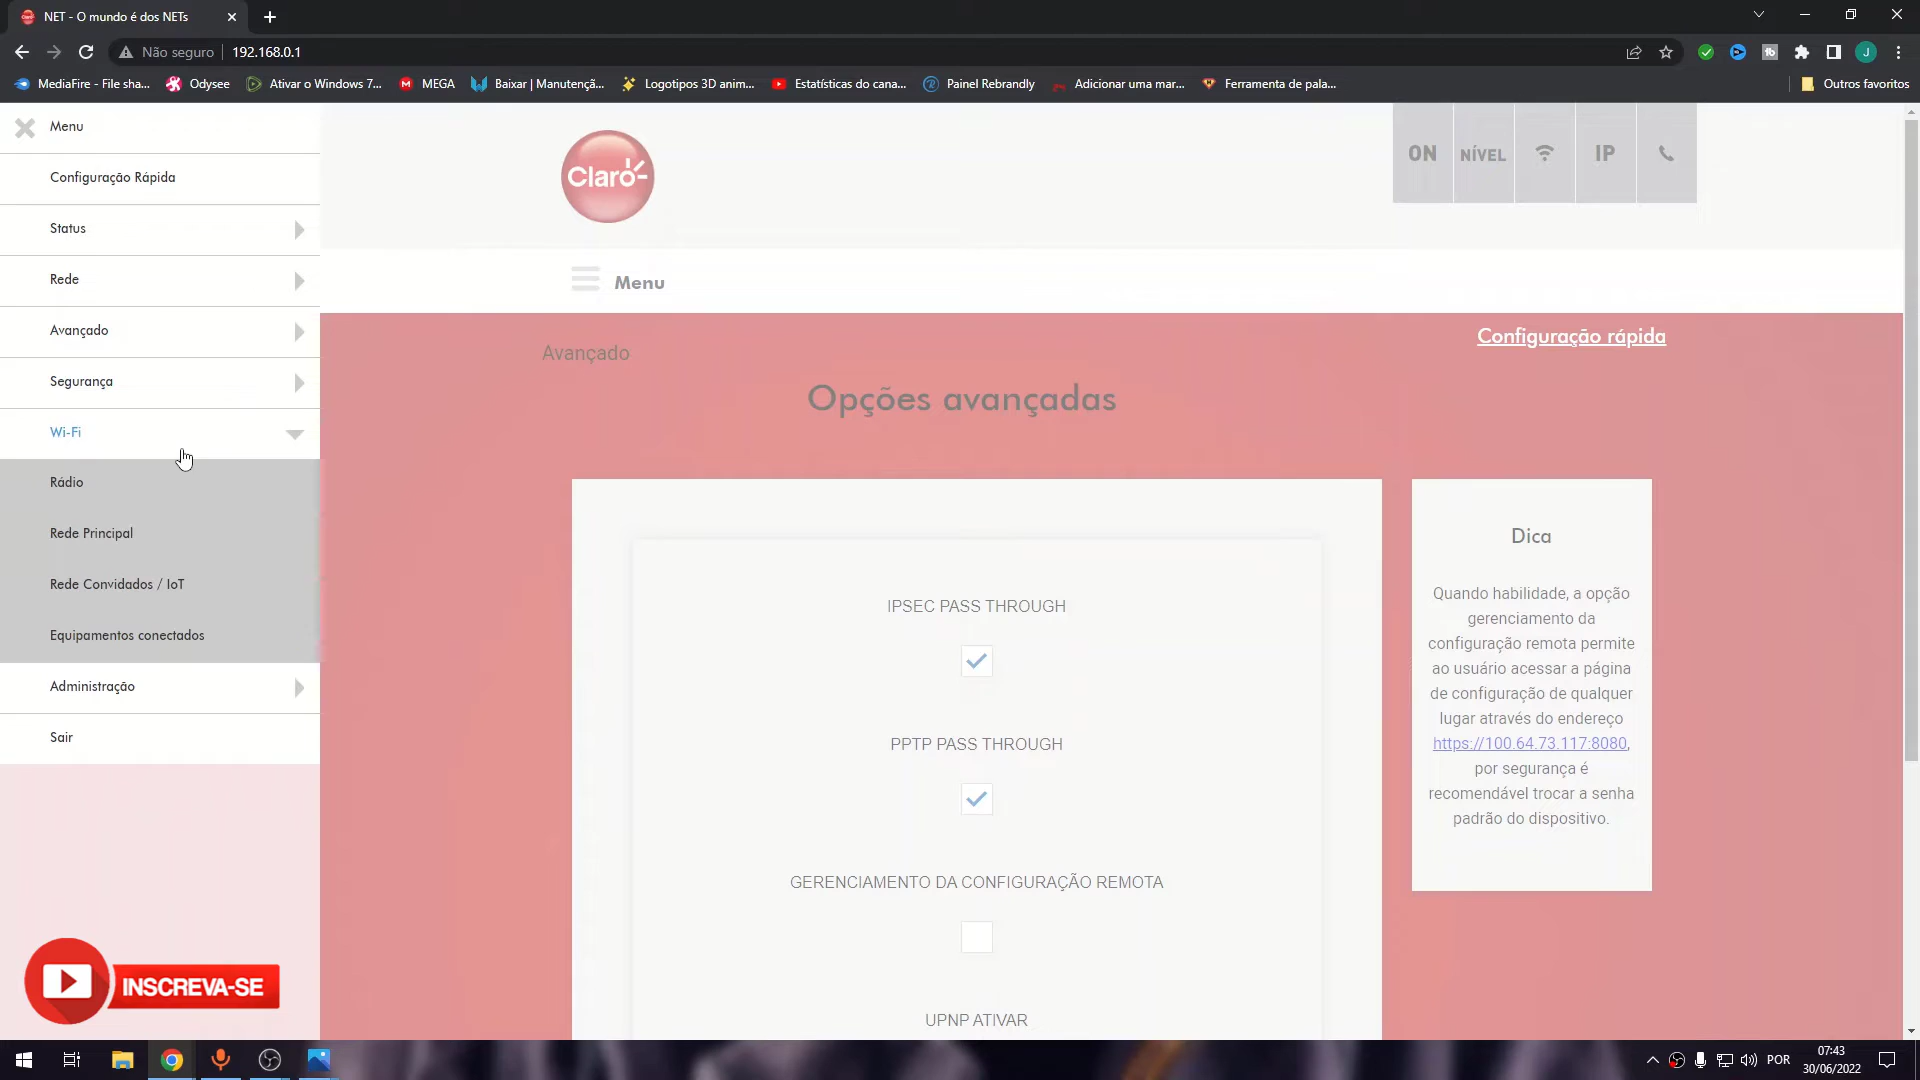 NET - O mundo é dos NETs
Não seguro
192.168.0.1
MediaFire - File sha...
Odysee
Ativar o Windows 7...
MEGA
Baixar | Manutençã...
Logotipos 3D anim...
Estatísticas do cana...
Painel Rebrandly
Adicionar uma mar...
Ferramenta de pala...
Outros favoritos
Menu
Configuração Rápida
Status
Rede
Avançado
Segurança
Wi-Fi
Rádio
Rede Principal
Rede Convidados / IoT
Equipamentos conectados
Administração
Sair
Claro
ON
NÍVEL
IP
Menu
Configuração rápida
Avançado
Opções avançadas
IPSEC PASS THROUGH
PPTP PASS THROUGH
GERENCIAMENTO DA CONFIGURAÇÃO REMOTA
UPNP ATIVAR
Dica
Quando habilidade, a opção
gerenciamento da
configuração remota permite
ao usuário acessar a página
de configuração de qualquer
lugar através do endereço
https://100.64.73.117:8080,
por segurança é
recomendável trocar a senha
padrão do dispositivo.
INSCREVA-SE
POR
07:43
30/06/2022